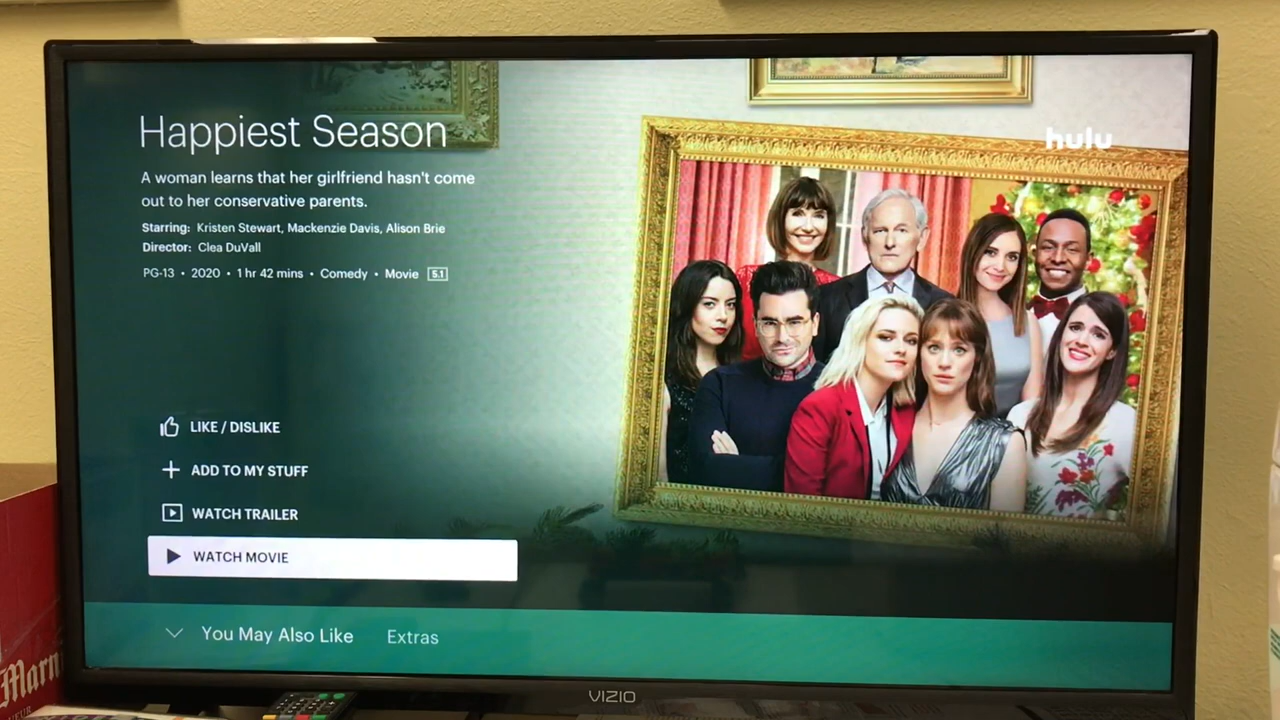 Happiest Season
hulu
A woman learns that her girlfriend hasn't come
out to her conservative parents.
Starring: Kristen Stewart, Mackenzie Davis, Alison Brie
Director: Clea DuVall
PG-13 • 2020 • 1 hr 42 mins • Comedy • Movie 5.1
LIKE / DISLIKE
ADD TO MY STUFF
WATCH TRAILER
WATCH MOVIE
You May Also Like Extras
VIZIO